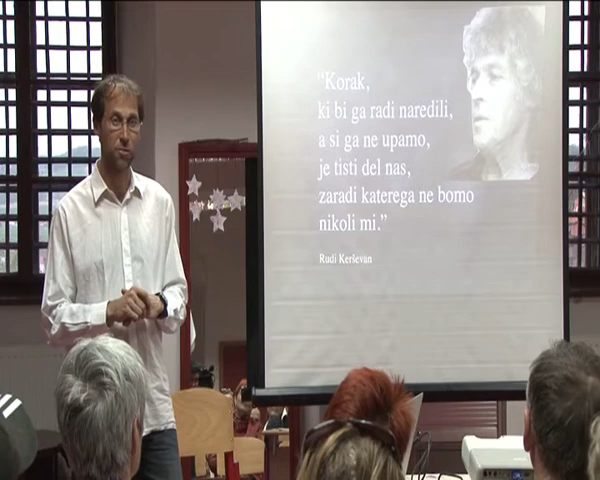 “Korak,
ki bi ga radi naredili,
a si ga ne upamo,
je tisti del nas,
zaradi katerega ne bomo
nikoli mi.”
Rudi Kerševan